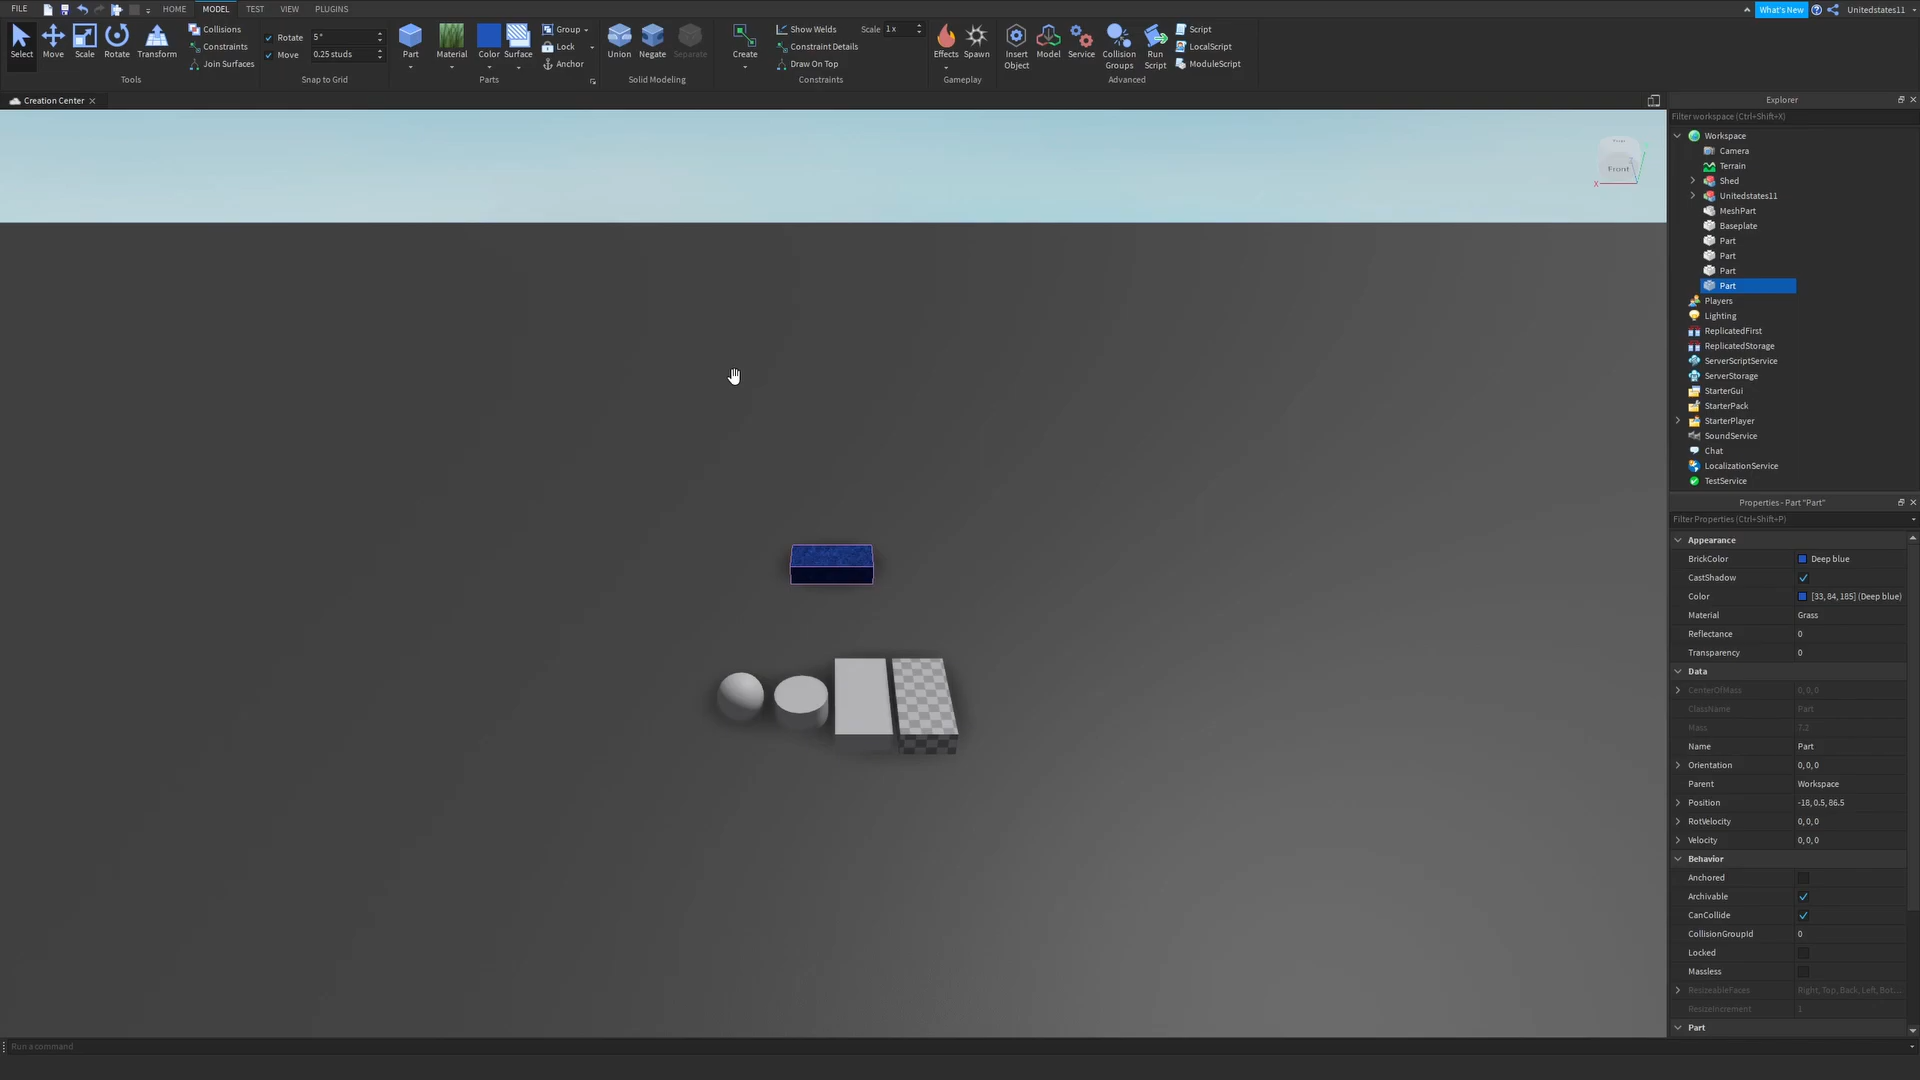 FILE HOME MODEL TEST VIEW PLUGINS What's New Unitedstates11
Select Move Scale Rotate Transform
Collisions
Constraints
Join Surfaces
Tools
Rotate 5°
Move 0.25 studs
Snap to Grid
Part Material Color Surface
Group
Lock
Anchor
Parts
Union Negate Separate
Solid Modeling
Create
Show Welds Scale 1 x
Constraint Details
Draw On Top
Constraints
Effects Spawn
Gameplay
Insert Object Model Service Collision Groups Run Script
Script
LocalScript
ModuleScript
Advanced
Creation Center
Front
X
Explorer
Filter workspace (Ctrl+Shift+X)
Workspace
Camera
Terrain
Shed
Unitedstates11
MeshPart
Baseplate
Part
Part
Part
Part
Players
Lighting
ReplicatedFirst
ReplicatedStorage
ServerScriptService
ServerStorage
StarterGui
StarterPack
StarterPlayer
SoundService
Chat
LocalizationService
TestService
Properties - Part "Part"
Filter Properties (Ctrl+Shift+P)
Appearance
BrickColor Deep blue
CastShadow
Color [33, 84, 185] (Deep blue)
Material Grass
Reflectance 0
Transparency 0
Data
CenterOfMass 0,0,0
ClassName Part
Mass 7.2
Name Part
Orientation 0,0,0
Parent Workspace
Position -18, 0.5, 86.5
RotVelocity 0,0,0
Velocity 0,0,0
Behavior
Anchored
Archivable
CanCollide
CollisionGroupId 0
Locked
Massless
ResizeableFaces Right, Top, Back, Left, Bot...
ResizeIncrement 1
Part
Run a command